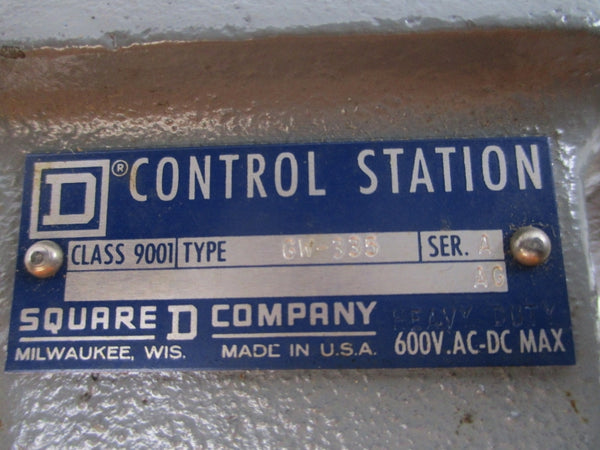 D ® CONTROL STATION
CLASS 9001 TYPE GW-335 SER. A
AG
SQUARE D COMPANY HEAVY DUTY
MILWAUKEE, WIS. MADE IN U.S.A. 600V. AC-DC MAX